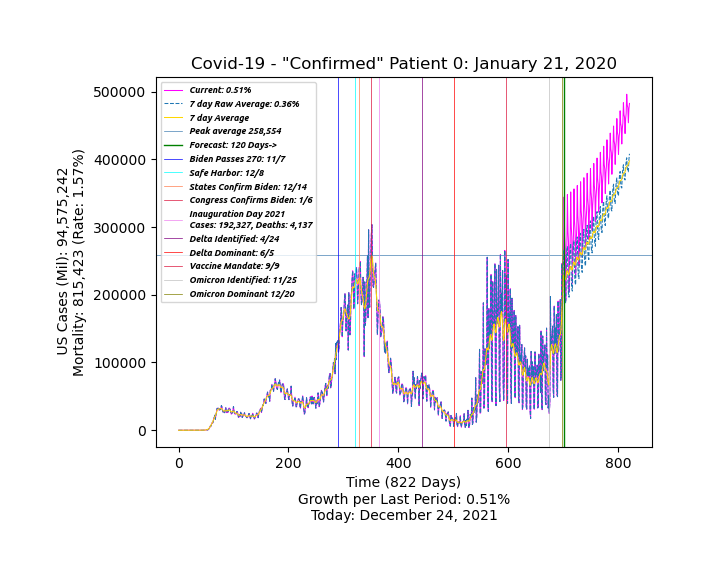 Covid-19 - "Confirmed" Patient 0: January 21, 2020
US Cases (Mil): 94,575,242
Mortality: 815,423 (Rate: 1.57%)
500000
400000
300000
200000
100000
0
Current: 0.51%
7 day Raw Average: 0.36%
7 day Average
Peak average 258,554
Forecast: 120 Days->
Biden Passes 270: 11/7
Safe Harbor: 12/8
States Confirm Biden: 12/14
Congress Confirms Biden: 1/6
Inauguration Day 2021
Cases: 192,327, Deaths: 4,137
Delta Identified: 4/24
Delta Dominant: 6/5
Vaccine Mandate: 9/9
Omicron Identified: 11/25
Omicron Dominant 12/20
0 200 400 600 800
Time (822 Days)
Growth per Last Period: 0.51%
Today: December 24, 2021